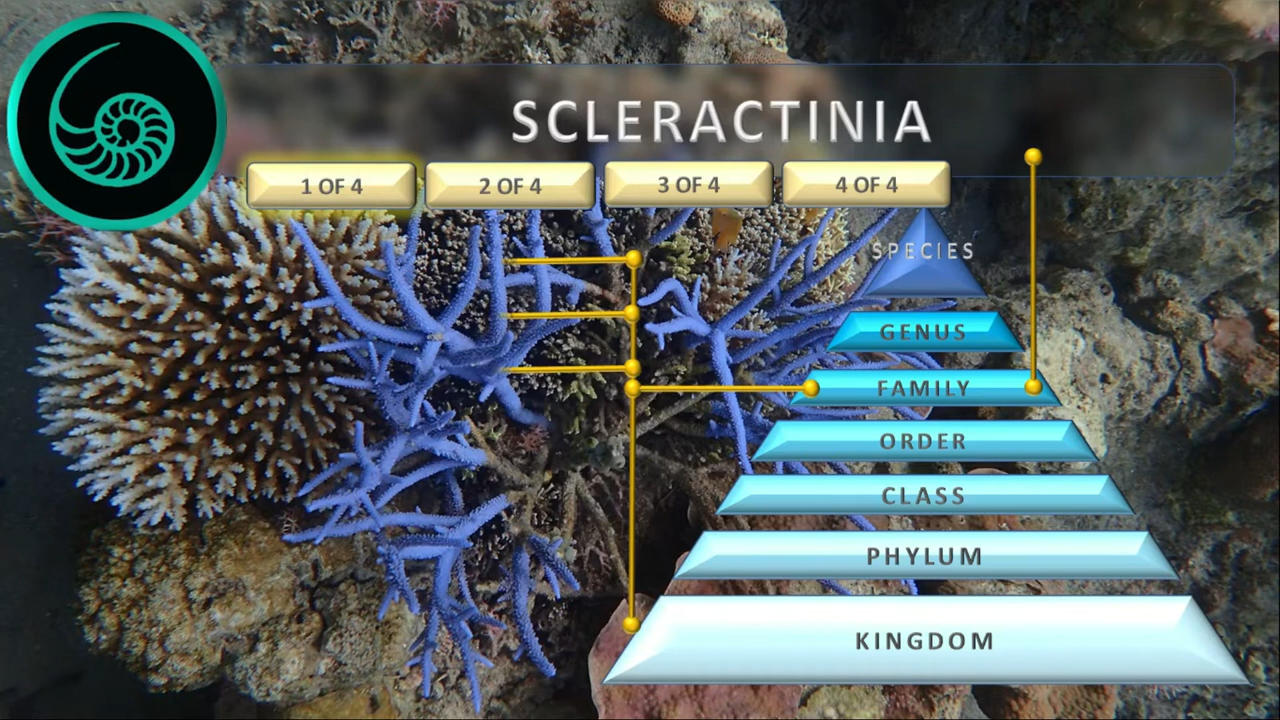 SCLERACTINIA
1 OF 4
2 OF 4
3 OF 4
4 OF 4
SPECIES
GENUS
FAMILY
ORDER
CLASS
PHYLUM
KINGDOM